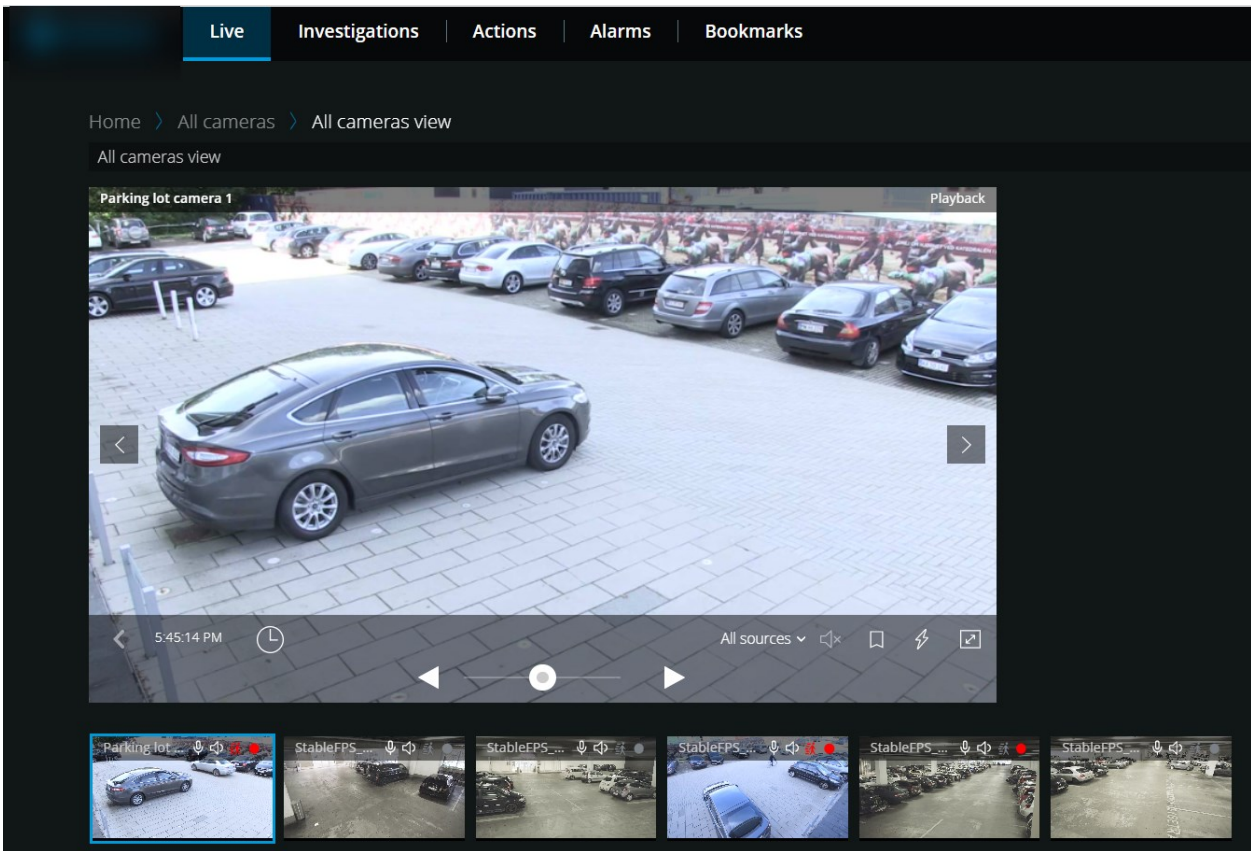 Live Investigations Actions Alarms Bookmarks
Home All cameras All cameras view
All cameras view
Parking lot camera 1 Playback
5:45:14 PM All sources
Parking lot ... StableFPS_... StableFPS_... StableFPS_... StableFPS_... StableFPS_...